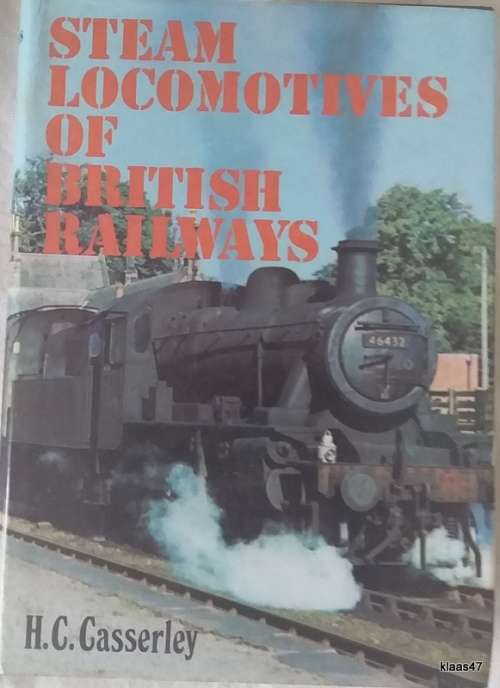 STEAM
LOCOMOTIVES
OF
BRITISH
RAILWAYS
46432
H.C. Casserley
klaas47